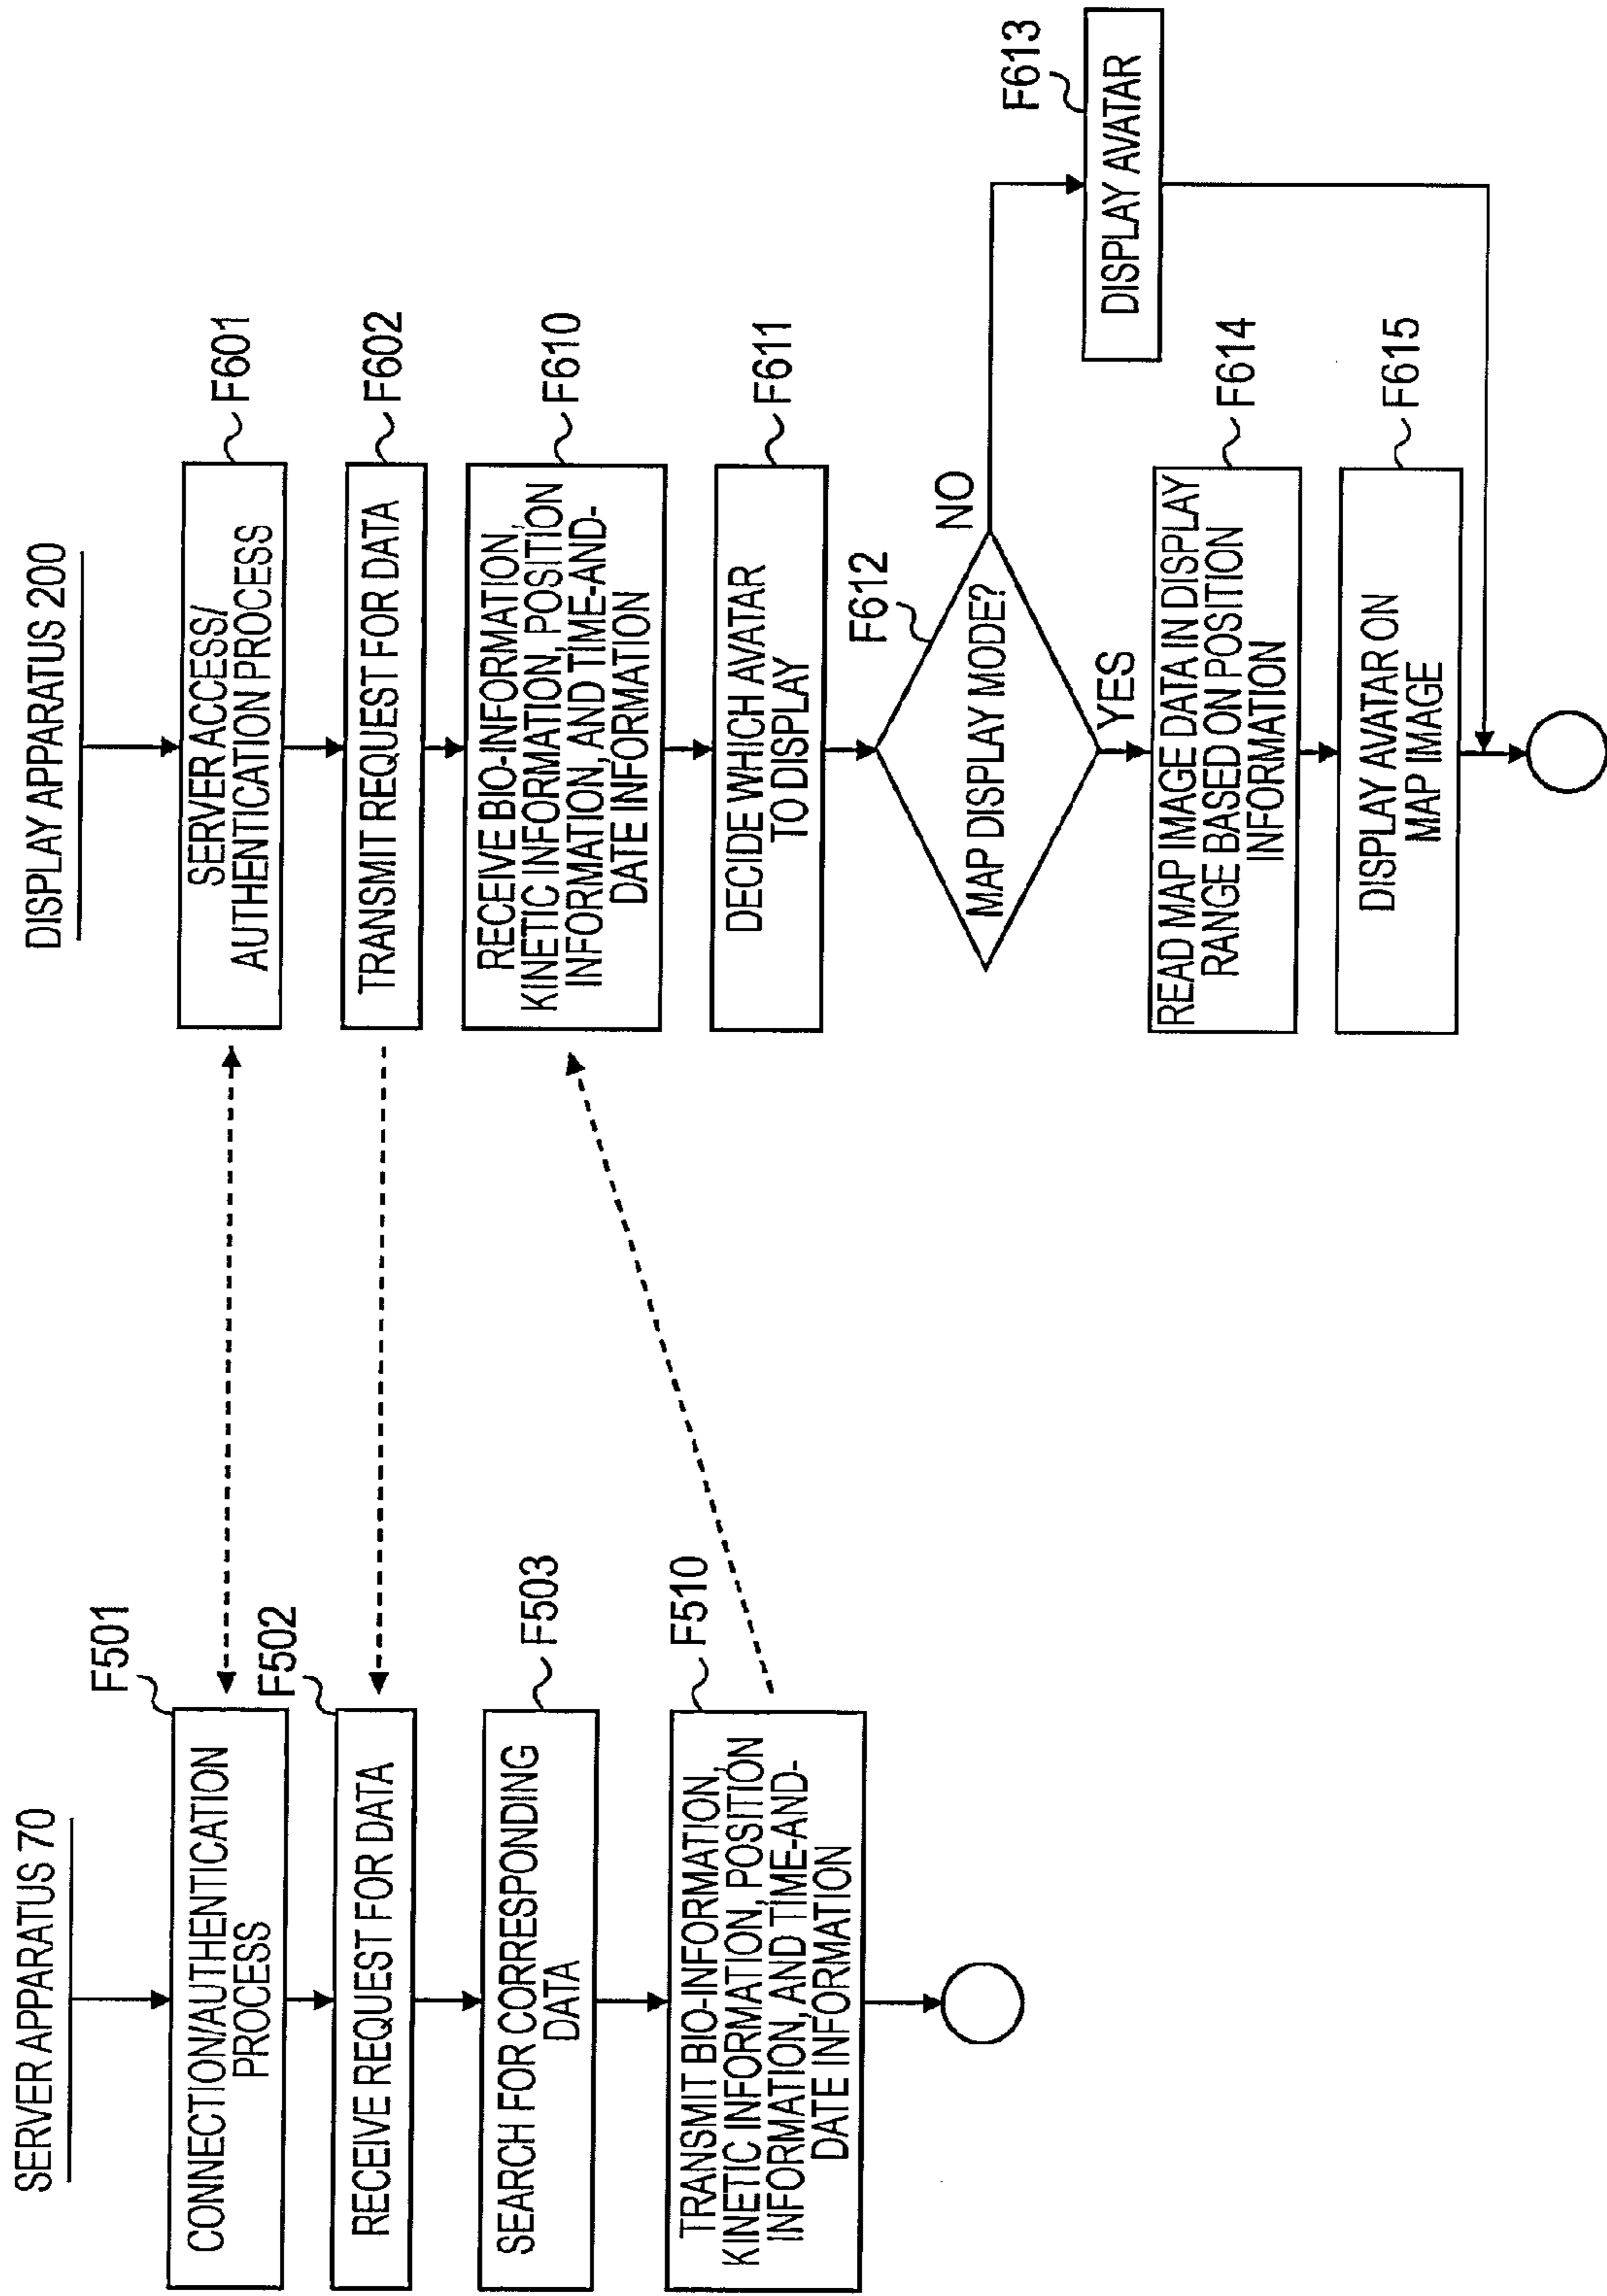 SERVER APPARATUS 70
F501
CONNECTION/AUTHENTICATION
PROCESS
F502
RECEIVE REQUEST FOR DATA
F503
SEARCH FOR CORRESPONDING
DATA
F510
TRANSMIT BIO-INFORMATION,
KINETIC INFORMATION, POSITION
INFORMATION, AND TIME-AND-
DATE INFORMATION
DISPLAY APPARATUS 200
F601
SERVER ACCESS/
AUTHENTICATION PROCESS
F602
TRANSMIT REQUEST FOR DATA
F610
RECEIVE BIO-INFORMATION,
KINETIC INFORMATION, POSITION
INFORMATION, AND TIME-AND-
DATE INFORMATION
F611
DECIDE WHICH AVATAR
TO DISPLAY
F612
MAP DISPLAY MODE?
NO
YES
F613
DISPLAY AVATAR
F614
READ MAP IMAGE DATA IN DISPLAY
RANGE BASED ON POSITION
INFORMATION
F615
DISPLAY AVATAR ON
MAP IMAGE